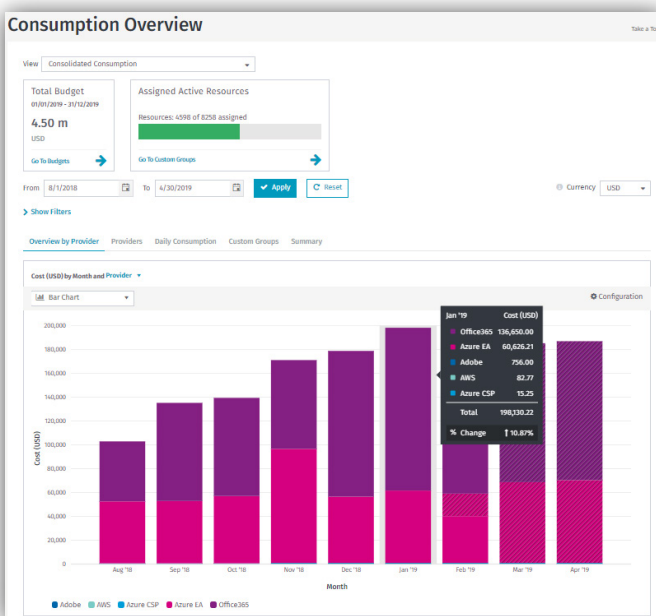 Consumption Overview
Take a To
View Consolidated Consumption
Total Budget
01/01/2019 - 31/12/2019
4.50 m
USD
Go To Budgets
Assigned Active Resources
Resources: 4598 of 8258 assigned
Go To Custom Groups
From 8/1/2018 To 4/30/2019 Apply Reset Currency USD
Show Filters
Overview by Provider Providers Daily Consumption Custom Groups Summary
Cost (USD) by Month and Provider
Bar Chart Configuration
Jan '19 Cost (USD)
Office365 136,650.00
Azure EA 60,626.21
Adobe 756.00
AWS 82.77
Azure CSP 15.25
Total 198,130.22
% Change ↑ 10.87%
Cost (USD)
200,000
180,000
160,000
140,000
120,000
100,000
80,000
60,000
40,000
20,000
0
Aug '18 Sep '18 Oct '18 Nov '18 Dec '18 Jan '19 Feb '19 Mar '19 Apr '19
Month
Adobe AWS Azure CSP Azure EA Office365